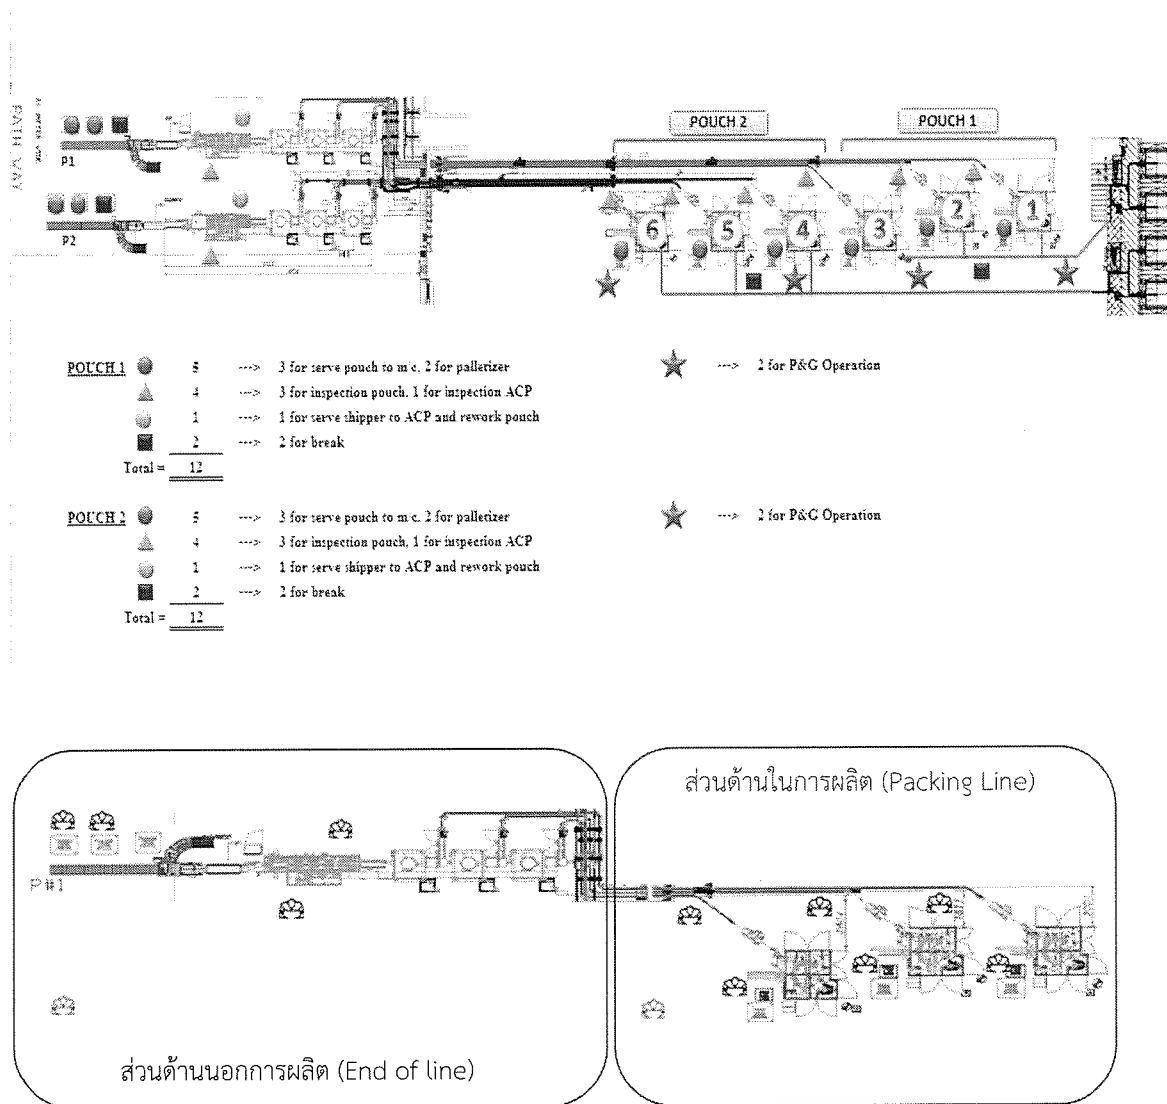 POUCH 2
POUCH 1
PATH WAY
P1
P2
6
5
4
3
2
1
POUCH 1 5 ---> 3 for serve pouch to m/c, 2 for palletizer
4 ---> 3 for inspection pouch, 1 for inspection ACP
1 ---> 1 for serve shipper to ACP and rework pouch
2 ---> 2 for break
Total = 12
---> 2 for P&G Operation
POUCH 2 5 ---> 3 for serve pouch to m/c, 2 for palletizer
4 ---> 3 for inspection pouch, 1 for inspection ACP
1 ---> 1 for serve shipper to ACP and rework pouch
2 ---> 2 for break
Total = 12
---> 2 for P&G Operation
ส่วนด้านในการผลิต (Packing Line)
P#1
ส่วนด้านนอกการผลิต (End of line)